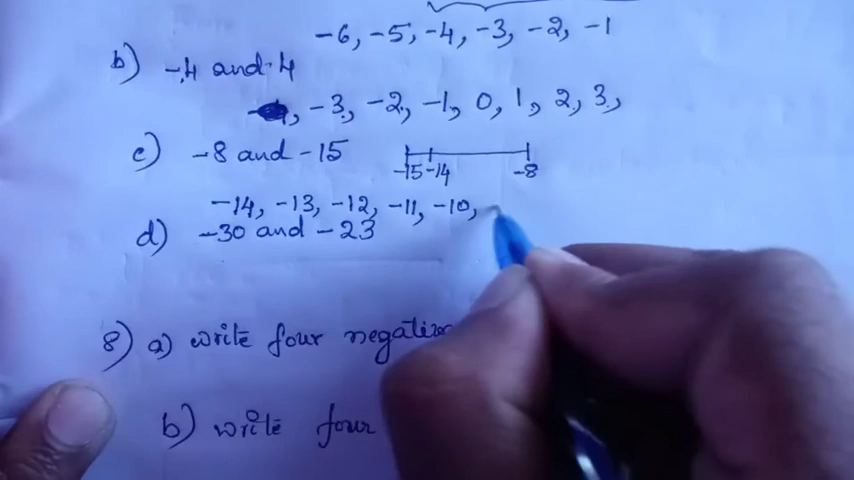 -6, -5, -4, -3, -2, -1
b) -4 and 4
, -3, -2, -1, 0, 1, 2, 3,
c) -8 and -15
-15 -14 -8
-14, -13, -12, -11, -10,
d) -30 and -23
8) a) write four negative
b) write four